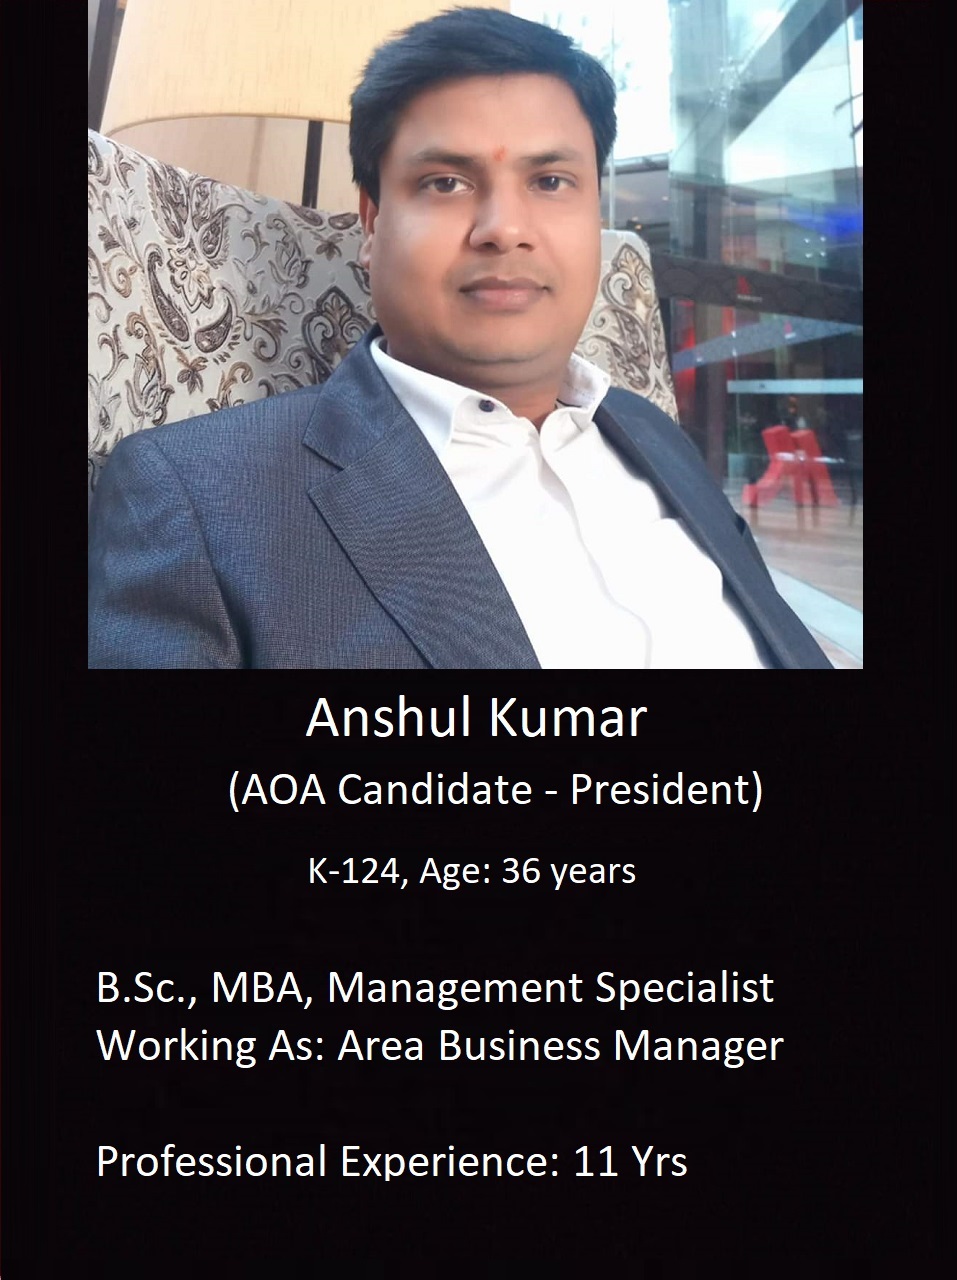 Anshul Kumar
(AOA Candidate - President)
K-124, Age: 36 years
B.Sc., MBA, Management Specialist
Working As: Area Business Manager
Professional Experience: 11 Yrs